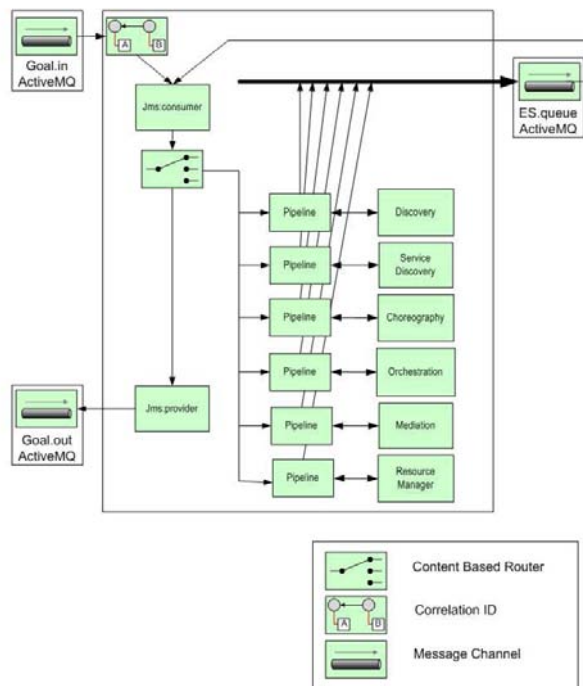 Goal.in
ActiveMQ
A
B
Jms:consumer
ES.queue
ActiveMQ
Pipeline
Discovery
Pipeline
Service
Discovery
Pipeline
Choreography
Pipeline
Orchestration
Jms:provider
Pipeline
Mediation
Goal.out
ActiveMQ
Pipeline
Resource
Manager
Content Based Router
A
B
Correlation ID
Message Channel